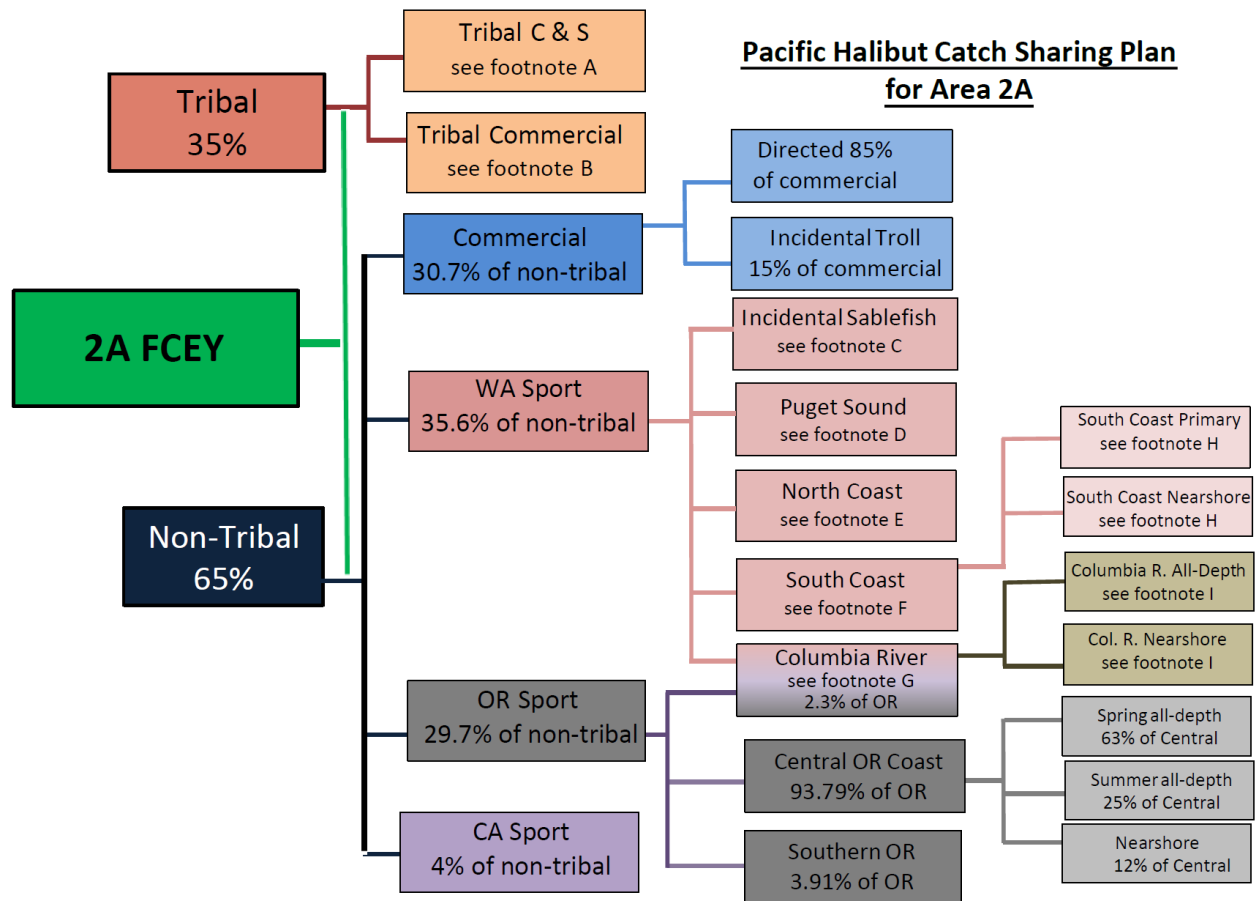 Pacific Halibut Catch Sharing Plan
for Area 2A
2A FCEY
Tribal
35%
Non-Tribal
65%
Tribal C & S
see footnote A
Tribal Commercial
see footnote B
Commercial
30.7% of non-tribal
WA Sport
35.6% of non-tribal
OR Sport
29.7% of non-tribal
CA Sport
4% of non-tribal
Directed 85%
of commercial
Incidental Troll
15% of commercial
Incidental Sablefish
see footnote C
Puget Sound
see footnote D
North Coast
see footnote E
South Coast
see footnote F
Columbia River
see footnote G
2.3% of OR
Central OR Coast
93.79% of OR
Southern OR
3.91% of OR
South Coast Primary
see footnote H
South Coast Nearshore
see footnote H
Columbia R. All-Depth
see footnote I
Col. R. Nearshore
see footnote I
Spring all-depth
63% of Central
Summer all-depth
25% of Central
Nearshore
12% of Central